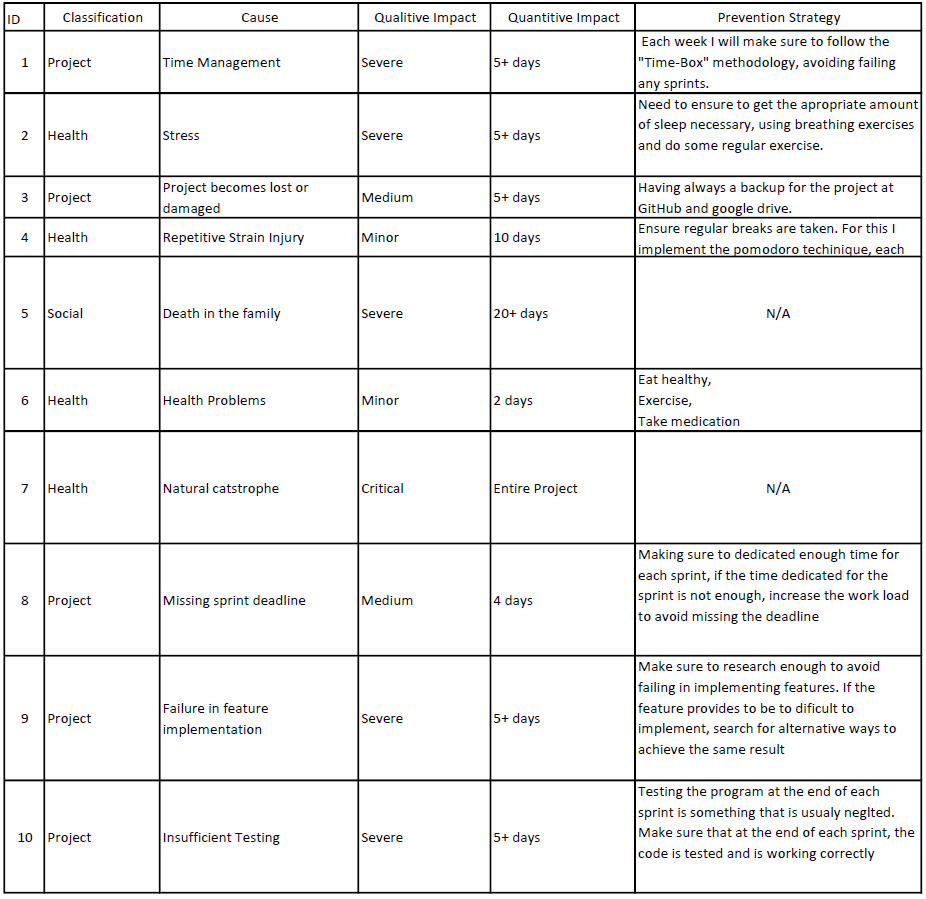 ID Classification Cause Qualitive Impact Quantitive Impact Prevention Strategy
1 Project Time Management Severe 5+ days Each week I will make sure to follow the
"Time-Box" methodology, avoiding failing
any sprints.
2 Health Stress Severe 5+ days Need to ensure to get the apropriate amount
of sleep necessary, using breathing exercises
and do some regular exercise.
3 Project Project becomes lost or
damaged Medium 5+ days Having always a backup for the project at
GitHub and google drive.
4 Health Repetitive Strain Injury Minor 10 days Ensure regular breaks are taken. For this I
implement the pomodoro techinique, each
5 Social Death in the family Severe 20+ days N/A
6 Health Health Problems Minor 2 days Eat healthy,
Exercise,
Take medication
7 Health Natural catstrophe Critical Entire Project N/A
8 Project Missing sprint deadline Medium 4 days Making sure to dedicated enough time for
each sprint, if the time dedicated for the
sprint is not enough, increase the work load
to avoid missing the deadline
9 Project Failure in feature
implementation Severe 5+ days Make sure to research enough to avoid
failing in implementing features. If the
feature provides to be to dificult to
implement, search for alternative ways to
achieve the same result
10 Project Insufficient Testing Severe 5+ days Testing the program at the end of each
sprint is something that is usualy neglted.
Make sure that at the end of each sprint, the
code is tested and is working correctly